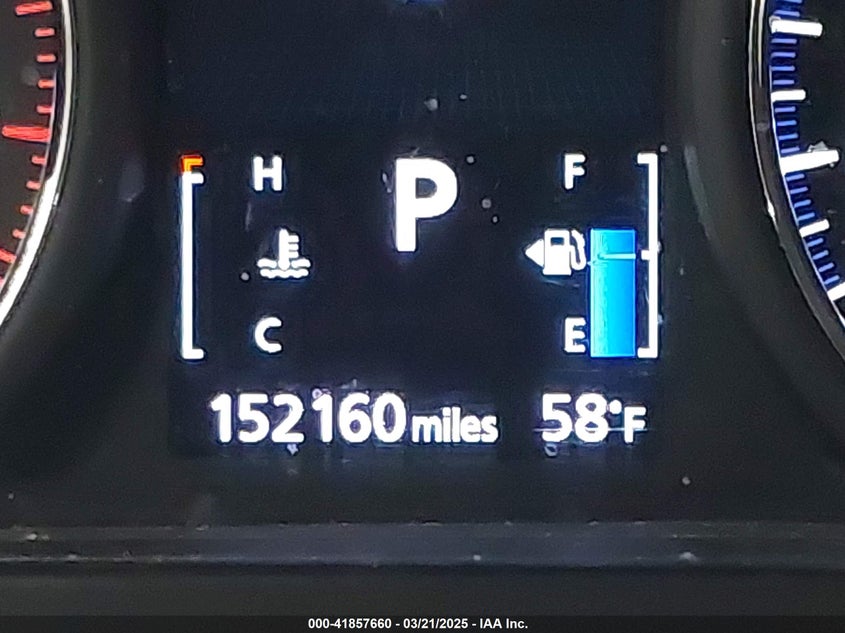 H P F
C E
152160 miles 58°F
000-41857660 - 03/21/2025 - IAA Inc.